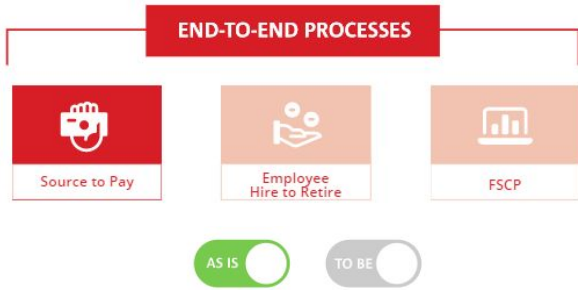 END-TO-END PROCESSES
Source to Pay
Employee
Hire to Retire
FSCP
AS IS
TO BE